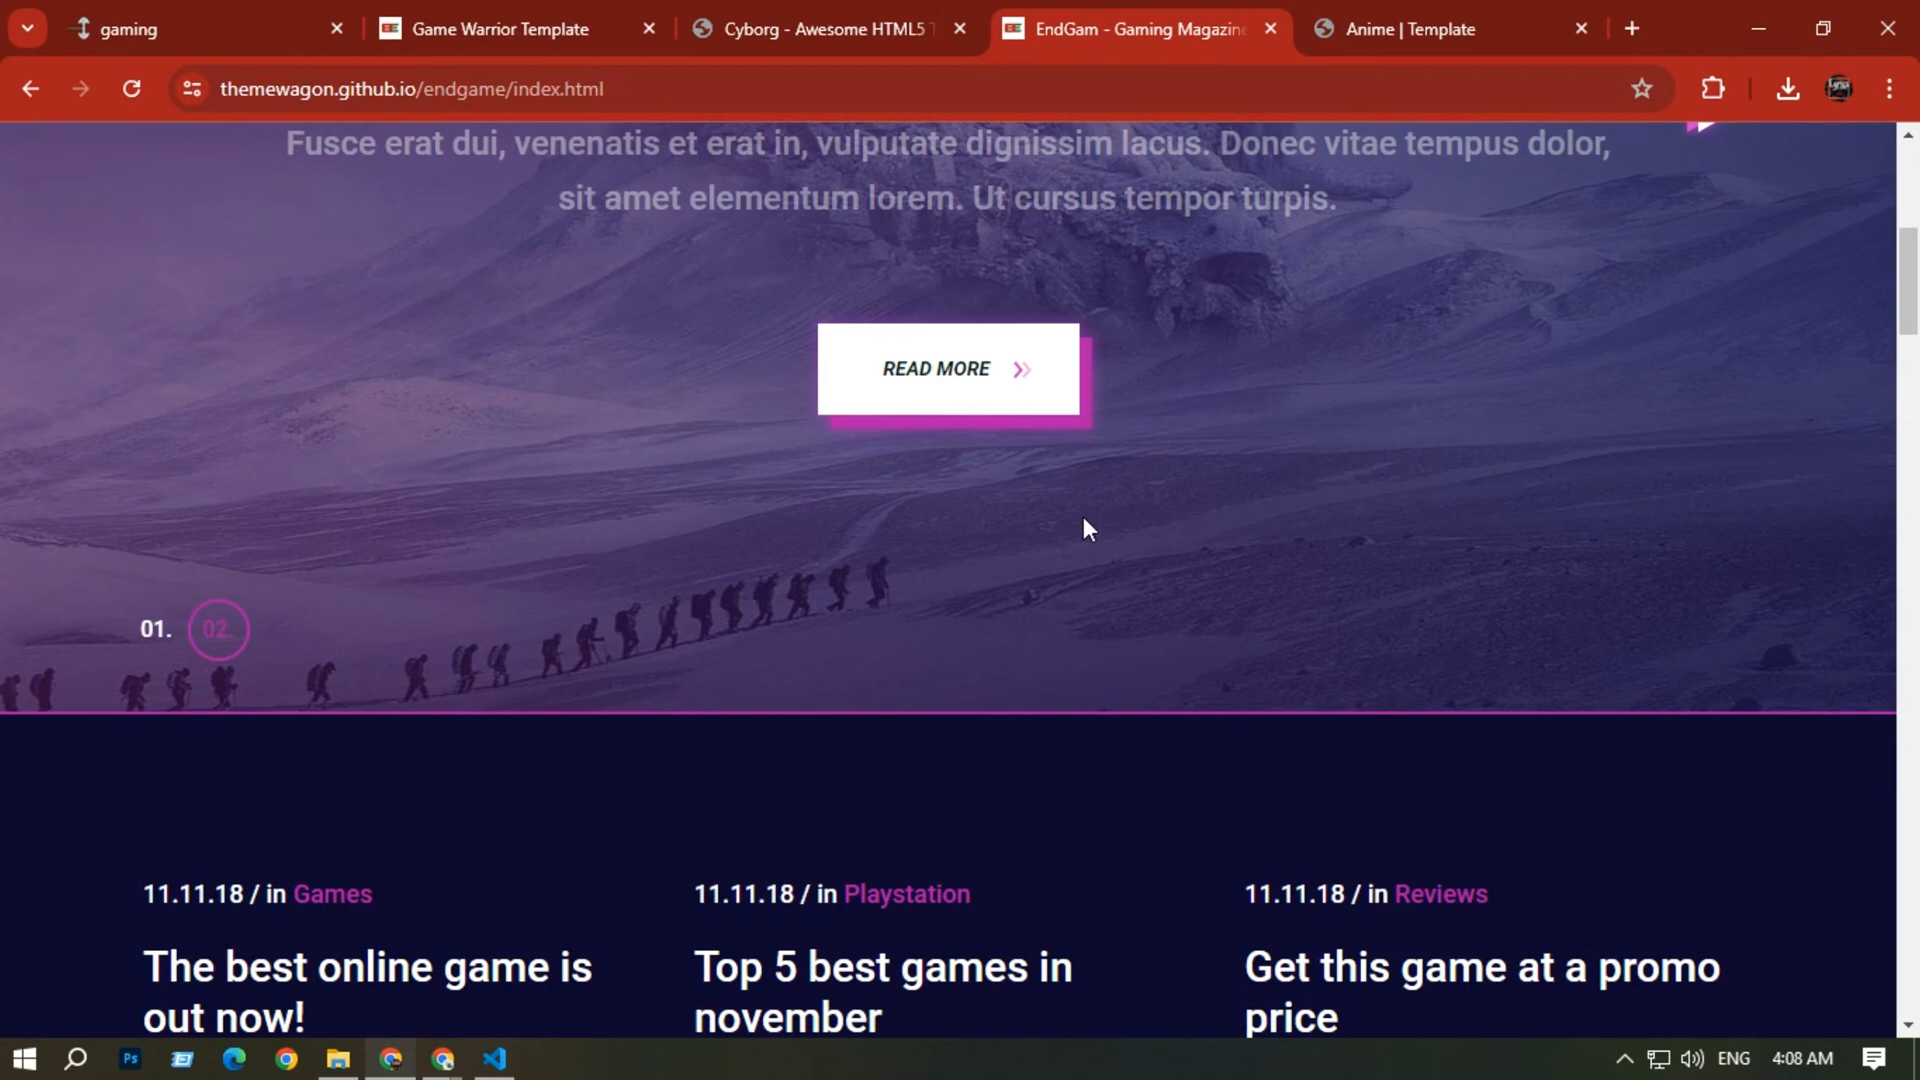 gaming
Game Warrior Template
Cyborg - Awesome HTML5 T
EndGam - Gaming Magazin
Anime | Template
themewagon.github.io/endgame/index.html
Fusce erat dui, venenatis et erat in, vulputate dignissim lacus. Donec vitae tempus dolor,
sit amet elementum lorem. Ut cursus tempor turpis.
READ MORE
01. 02.
11.11.18 / in Games
The best online game is
out now!
11.11.18 / in Playstation
Top 5 best games in
november
11.11.18 / in Reviews
Get this game at a promo
price
Ps
ENG
4:08 AM